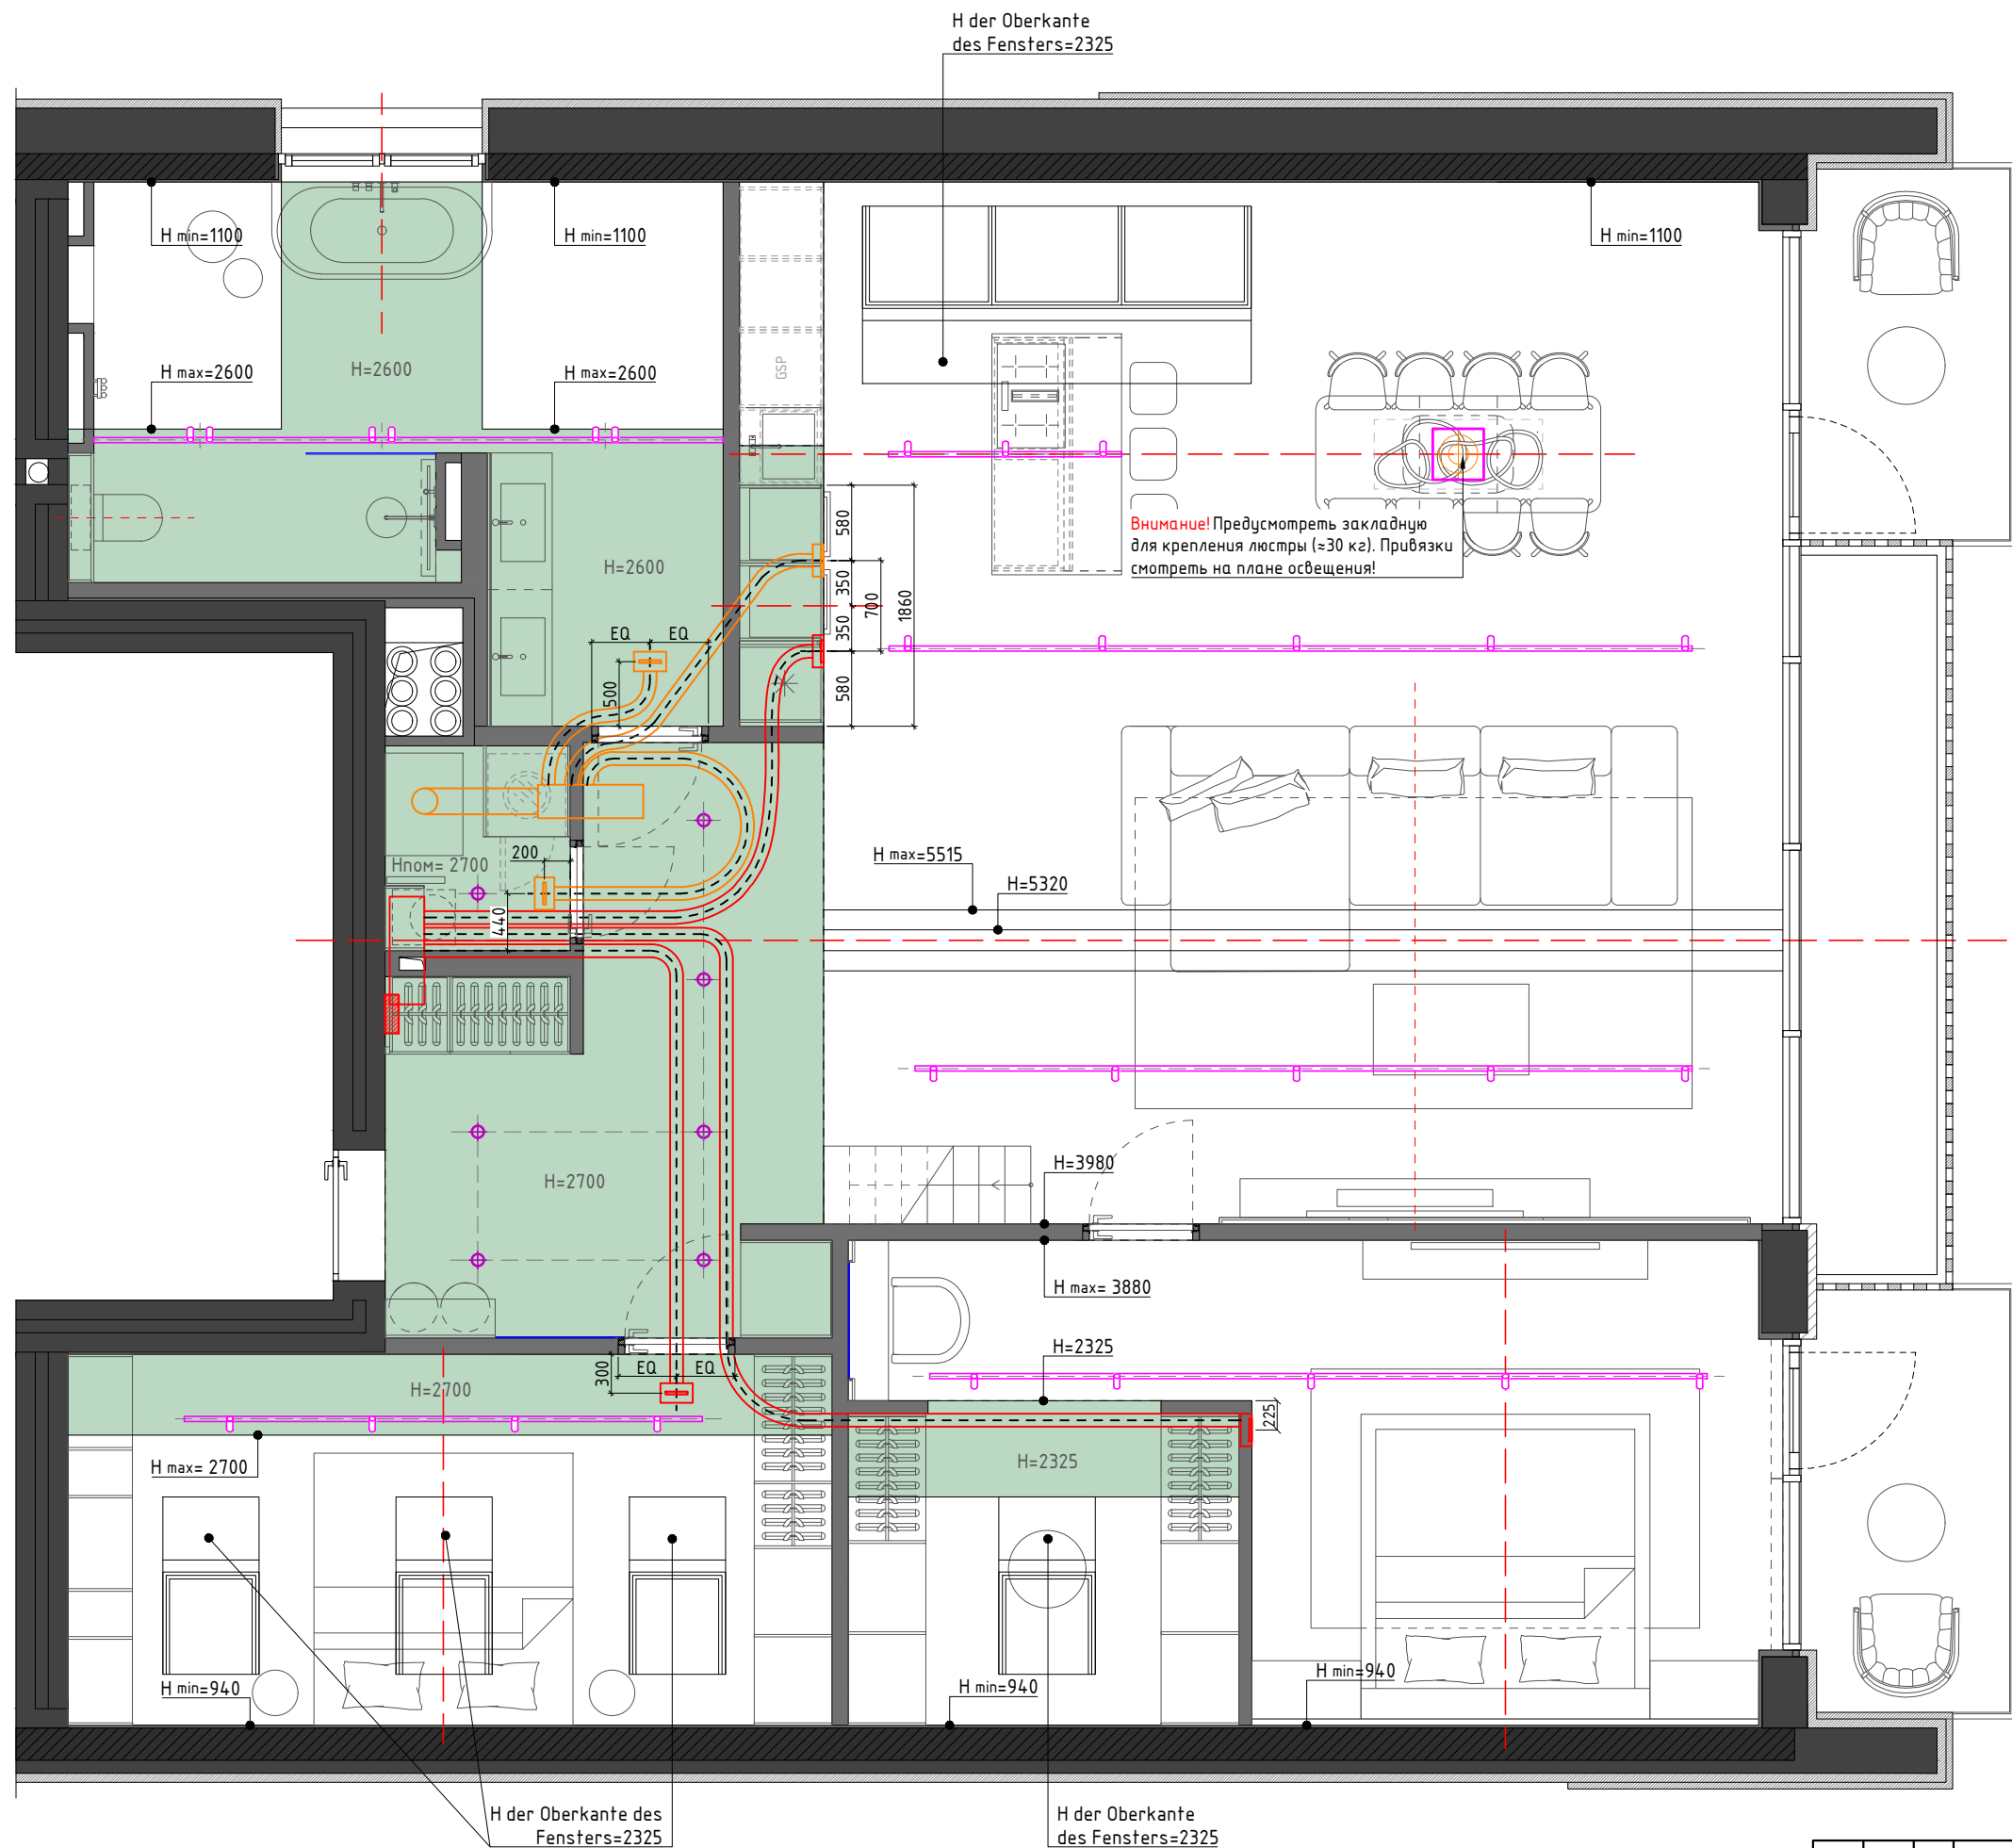 H der Oberkante
des Fensters=2325
H min=1100
H min=1100
H min=1100
H max=2600
H=2600
H max=2600
GSP
Внимание! Предусмотреть закладную
для крепления люстры (≈30 кг). Привязки
смотреть на плане освещения!
580
350
700
1860
350
580
H=2600
EQ
EQ
500
Hпом= 2700
200
440
H max=5515
H=5320
H=2700
H=3980
H max= 3880
H=2325
225
300
EQ
EQ
H=2700
H=2325
H max= 2700
H min=940
H min=940
H min=940
H der Oberkante des
Fensters=2325
H der Oberkante
des Fensters=2325